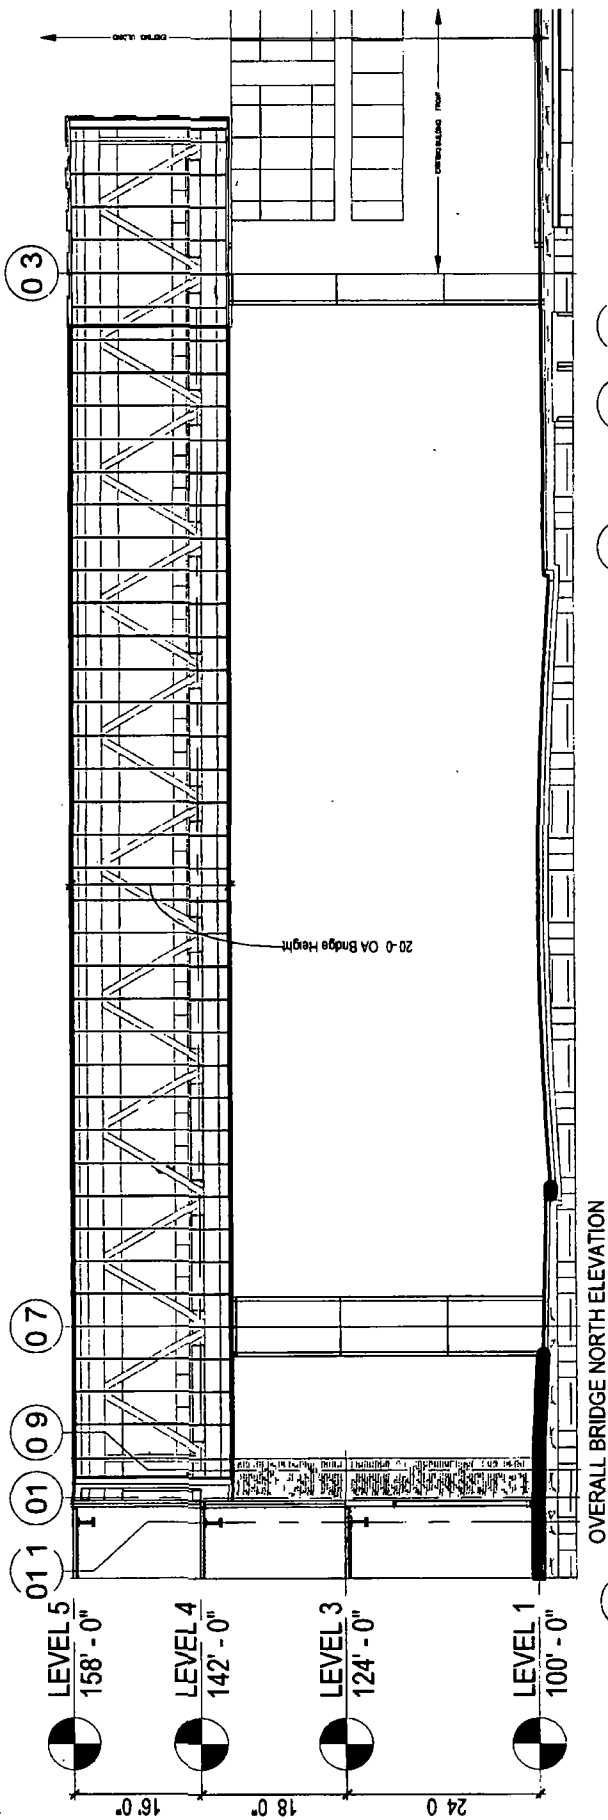 LEVEL 5
158' - 0"
LEVEL 4
142' - 0"
LEVEL 3
124' - 0"
LEVEL 1
100' - 0"
16' 0"
18' 0"
24 0
01 1
01
09
07
03
20-0 OA Bridge Height
OVERALL BRIDGE NORTH ELEVATION